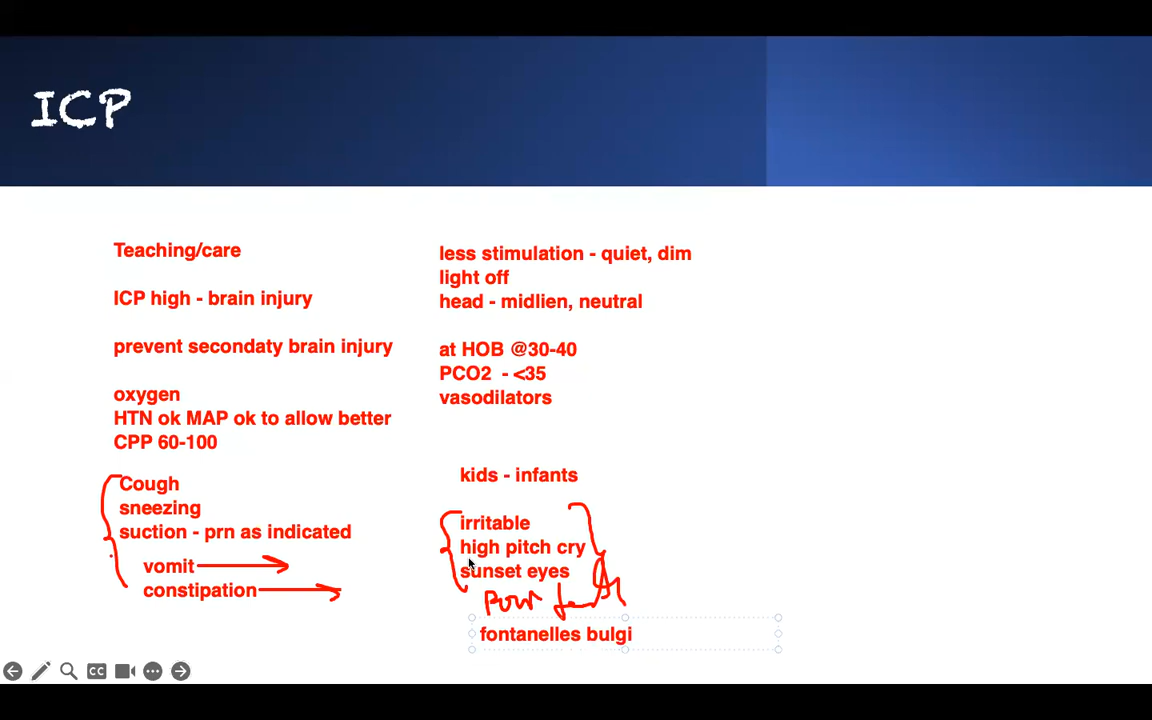 ICP
Teaching/care
ICP high - brain injury
prevent secondaty brain injury
oxygen
HTN ok MAP ok to allow better
CPP 60-100
Cough
sneezing
suction - prn as indicated
vomit
constipation
less stimulation - quiet, dim
light off
head - midlien, neutral
at HOB @30-40
PCO2 - <35
vasodilators
kids - infants
irritable
high pitch cry
sunset eyes
fontanelles bulgi
CC